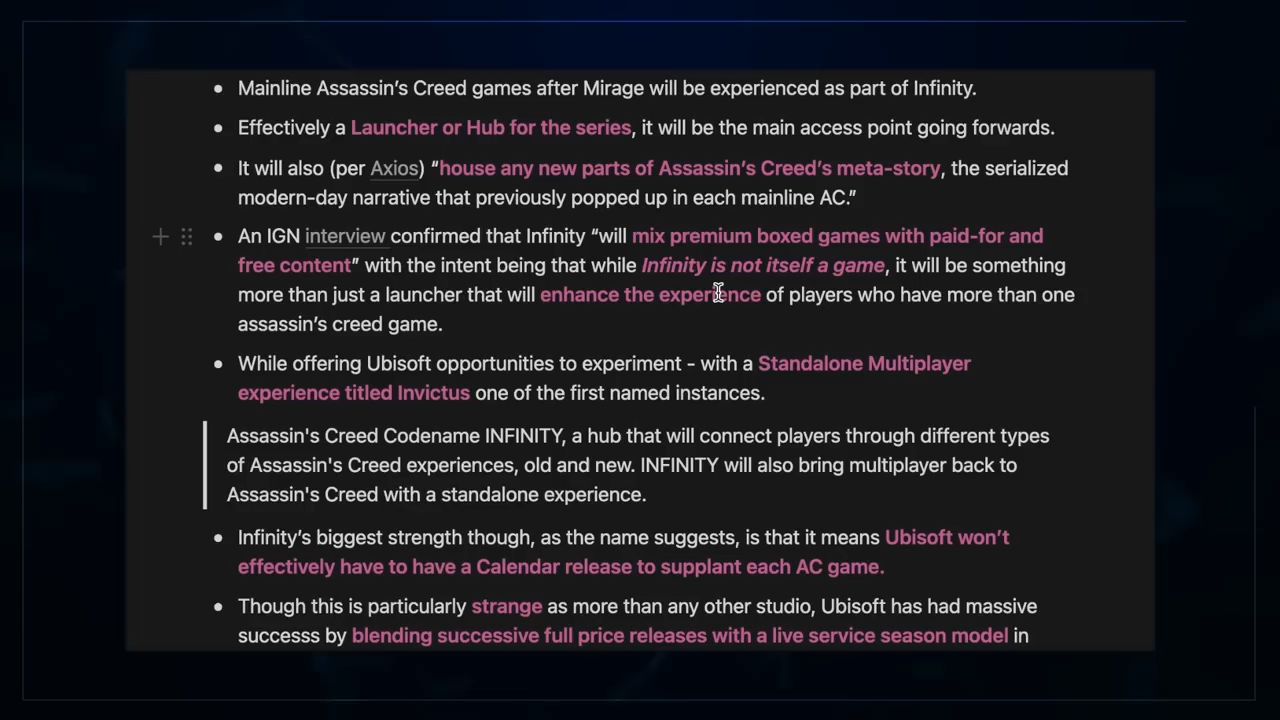 Mainline Assassin’s Creed games after Mirage will be experienced as part of Infinity.
Effectively a Launcher or Hub for the series, it will be the main access point going forwards.
It will also (per Axios) “house any new parts of Assassin’s Creed’s meta-story, the serialized
modern-day narrative that previously popped up in each mainline AC.”
An IGN interview confirmed that Infinity “will mix premium boxed games with paid-for and
free content” with the intent being that while Infinity is not itself a game, it will be something
more than just a launcher that will enhance the experience of players who have more than one
assassin’s creed game.
While offering Ubisoft opportunities to experiment - with a Standalone Multiplayer
experience titled Invictus one of the first named instances.
Assassin's Creed Codename INFINITY, a hub that will connect players through different types
of Assassin's Creed experiences, old and new. INFINITY will also bring multiplayer back to
Assassin's Creed with a standalone experience.
Infinity’s biggest strength though, as the name suggests, is that it means Ubisoft won’t
effectively have to have a Calendar release to supplant each AC game.
Though this is particularly strange as more than any other studio, Ubisoft has had massive
successs by blending successive full price releases with a live service season model in